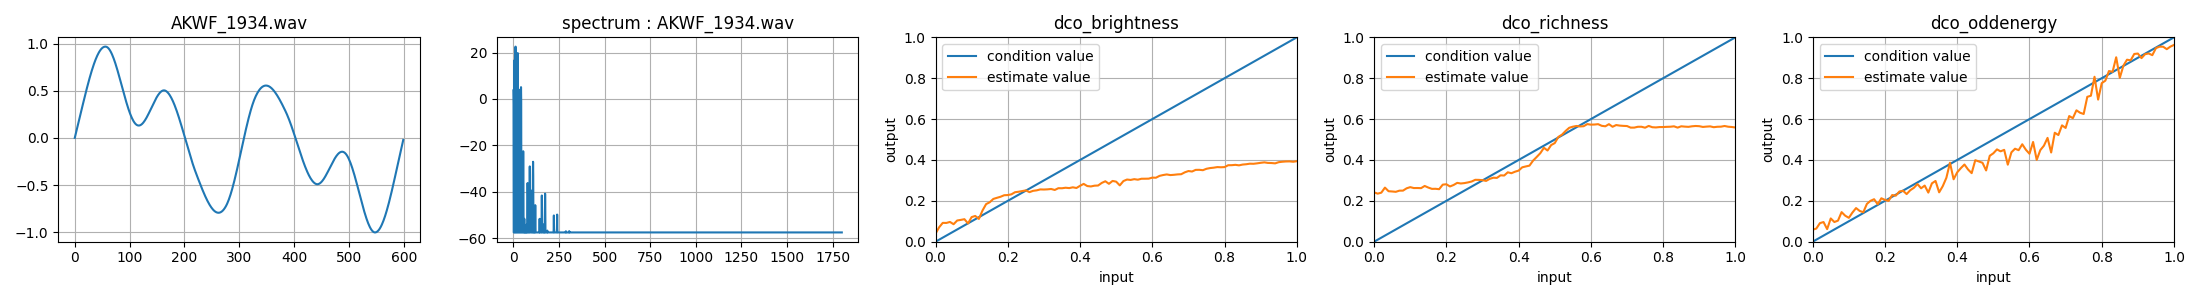 AKWF_1934.wav
1.0
0.5
0.0
−0.5
−1.0
0 100 200 300 400 500 600
spectrum : AKWF_1934.wav
20
0
−20
−40
−60
0 250 500 750 1000 1250 1500 1750
dco_brightness
condition value
estimate value
output
1.0
0.8
0.6
0.4
0.2
0.0
0.0 0.2 0.4 0.6 0.8 1.0
input
dco_richness
condition value
estimate value
output
1.0
0.8
0.6
0.4
0.2
0.0
0.0 0.2 0.4 0.6 0.8 1.0
input
dco_oddenergy
condition value
estimate value
output
1.0
0.8
0.6
0.4
0.2
0.0
0.0 0.2 0.4 0.6 0.8 1.0
input